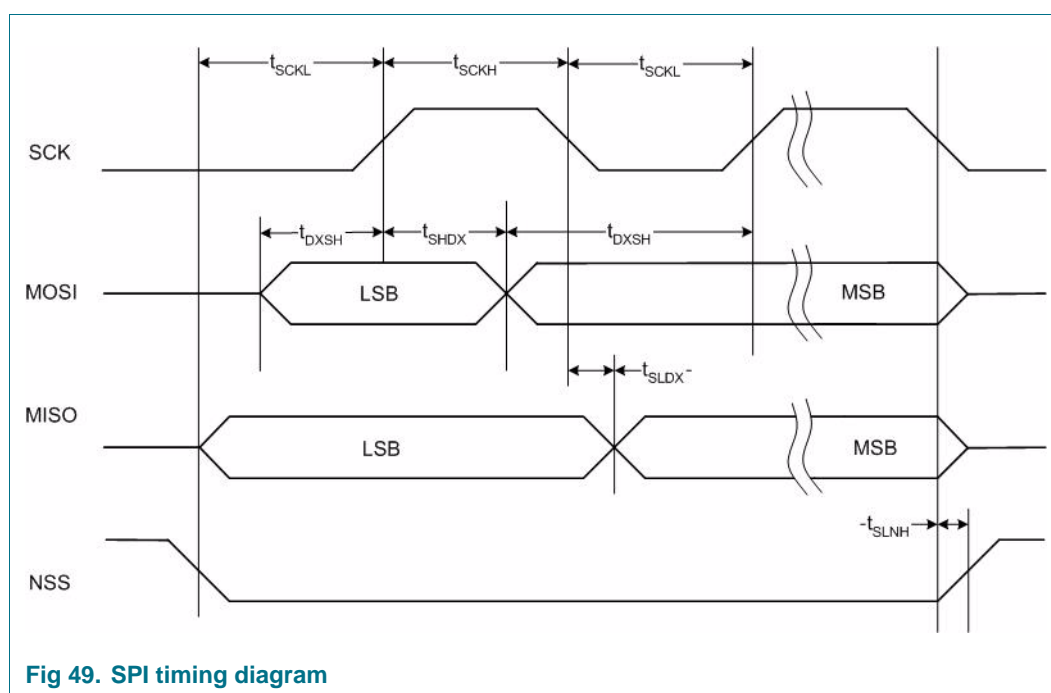 tSCKL tSCKH tSCKL
SCK
tDXSH tSHDX tDXSH
MOSI LSB MSB
tSLDX-
MISO
LSB MSB
-tSLNH
NSS
Fig 49. SPI timing diagram